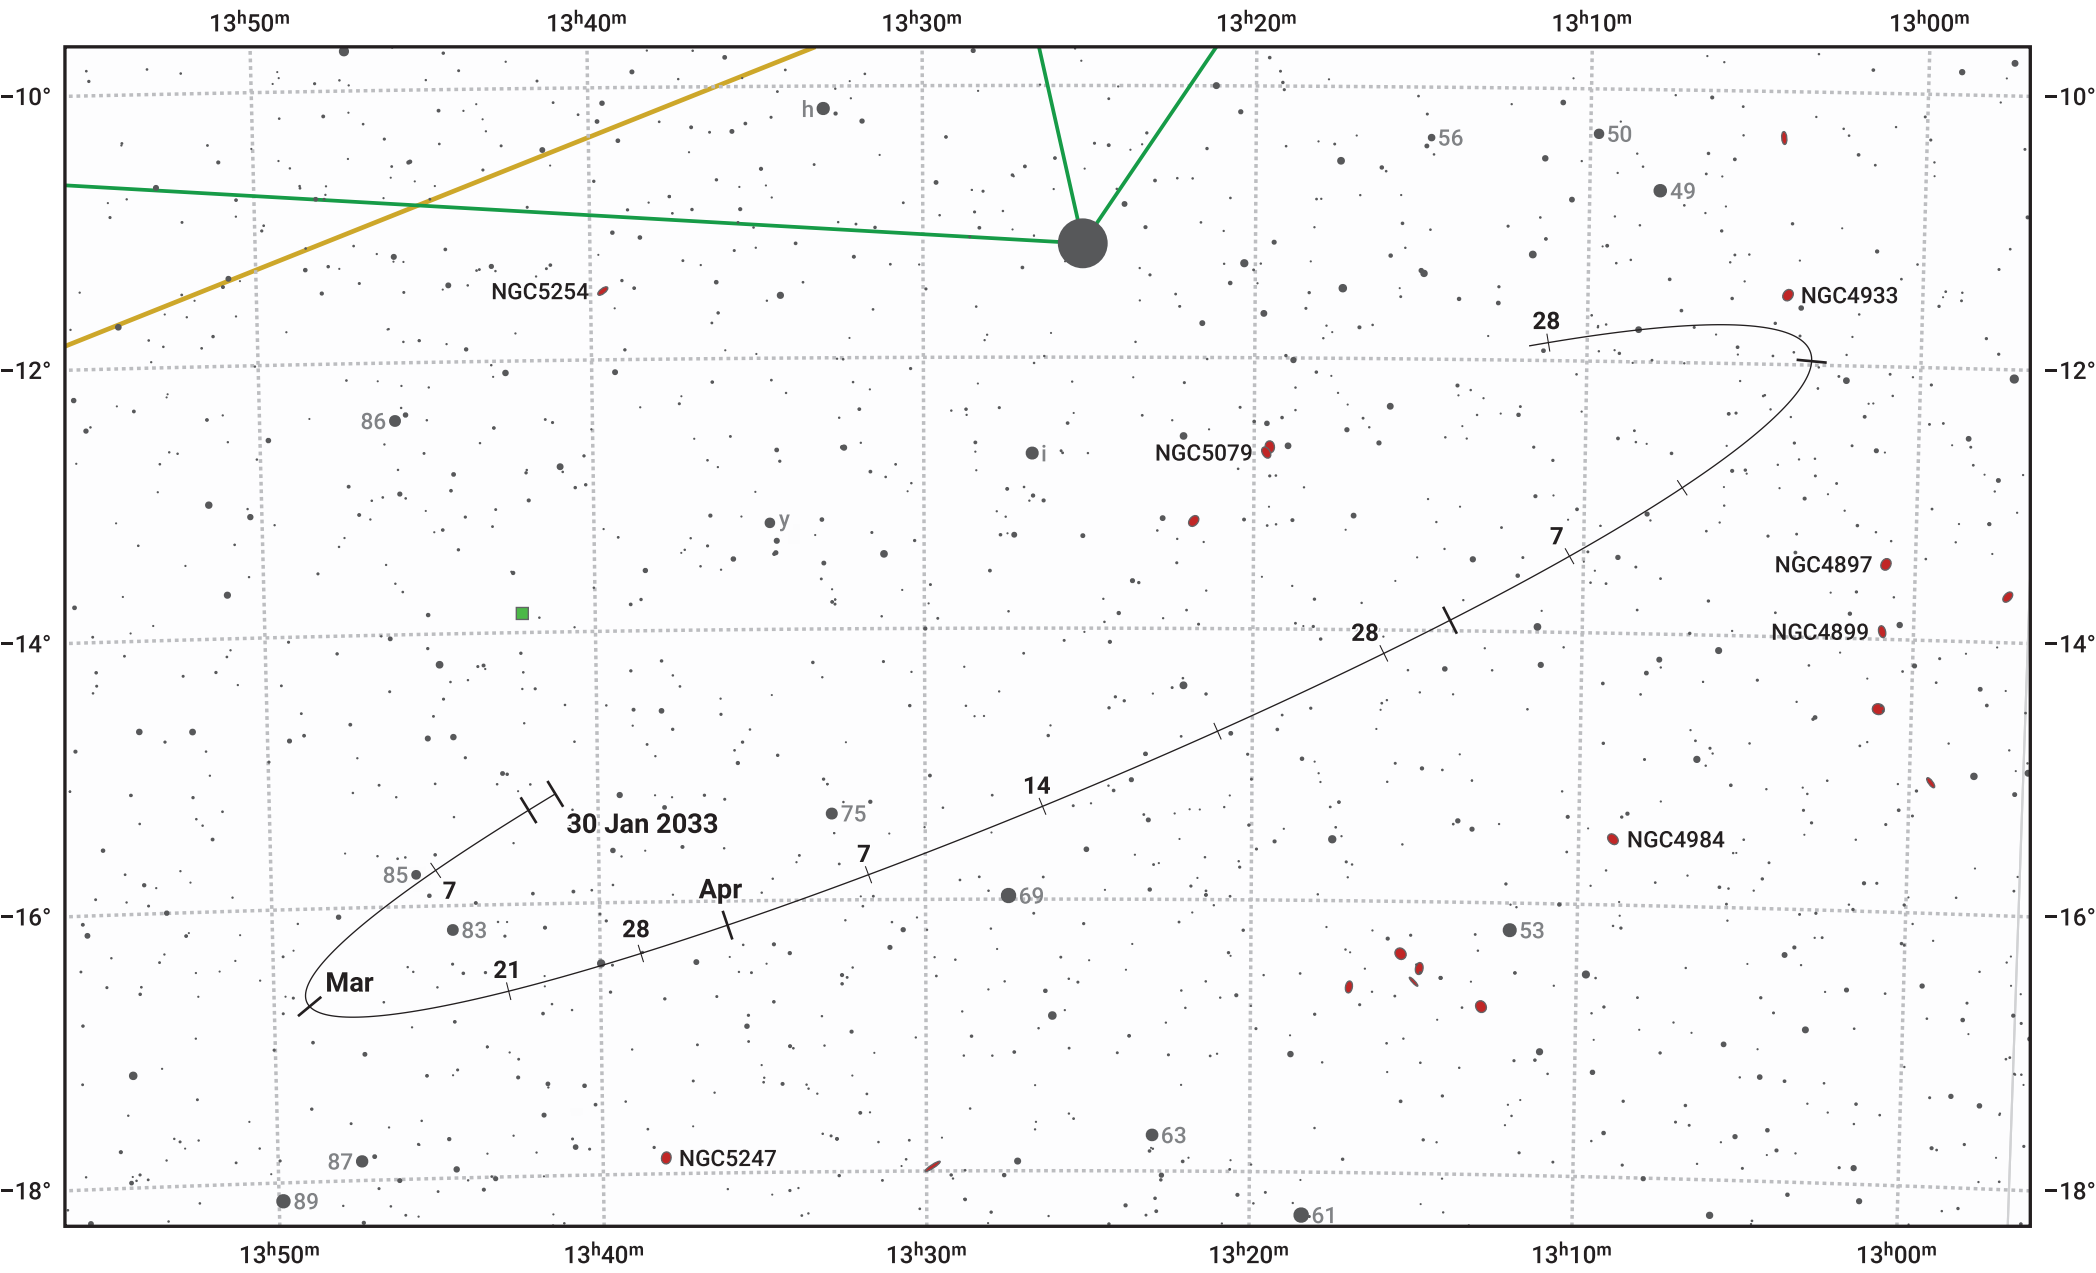 13ʰ50ᵐ 13ʰ40ᵐ 13ʰ30ᵐ 13ʰ20ᵐ 13ʰ10ᵐ 13ʰ00ᵐ
−10° −10°
h
56
50
49
NGC5254
NGC4933
28
−12° −12°
86
i
NGC5079
y
7
NGC4897
28
NGC4899
−14° −14°
14
30 Jan 2033
75
NGC4984
7
85
7
Apr
69
−16° −16°
83
28
53
21
Mar
63
87
NGC5247
−18° −18°
89
61
13ʰ50ᵐ 13ʰ40ᵐ 13ʰ30ᵐ 13ʰ20ᵐ 13ʰ10ᵐ 13ʰ00ᵐ